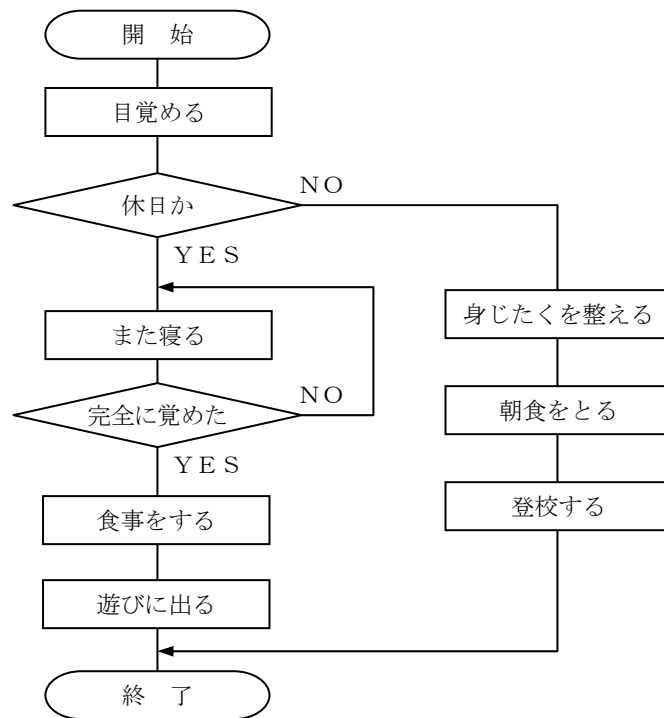 開　始
目覚める
休日か
ＮＯ
ＹＥＳ
また寝る
完全に覚めた
ＮＯ
ＹＥＳ
食事をする
遊びに出る
身じたくを整える
朝食をとる
登校する
終　了